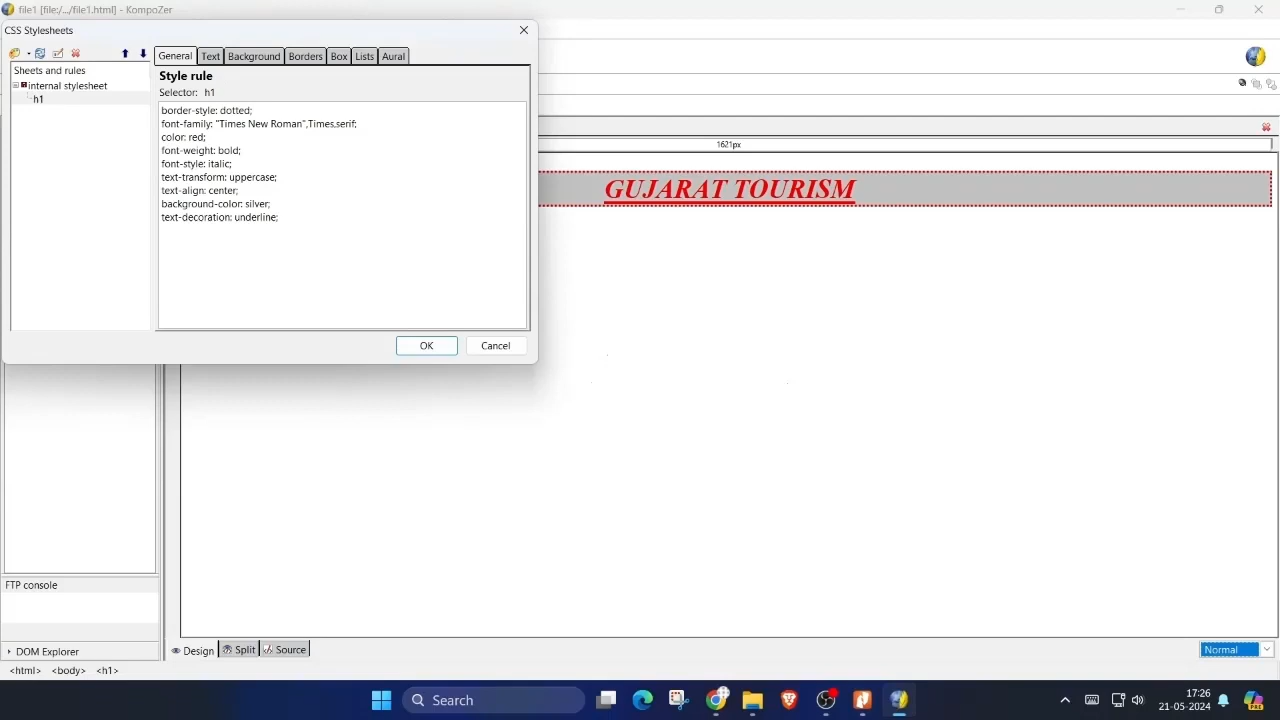 file1 [file:/.../file1.html] - KompoZer
CSS Stylesheets
General Text Background Borders Box Lists Aural
Sheets and rules
internal stylesheet
h1
Style rule
Selector: h1
border-style: dotted;
font-family: "Times New Roman",Times,serif;
color: red;
font-weight: bold;
font-style: italic;
text-transform: uppercase;
text-align: center;
background-color: silver;
text-decoration: underline;
OK Cancel
1621px
GUJARAT TOURISM
FTP console
DOM Explorer
Design Split Source
Normal
<html> <body> <h1>
Search
17:26
21-05-2024